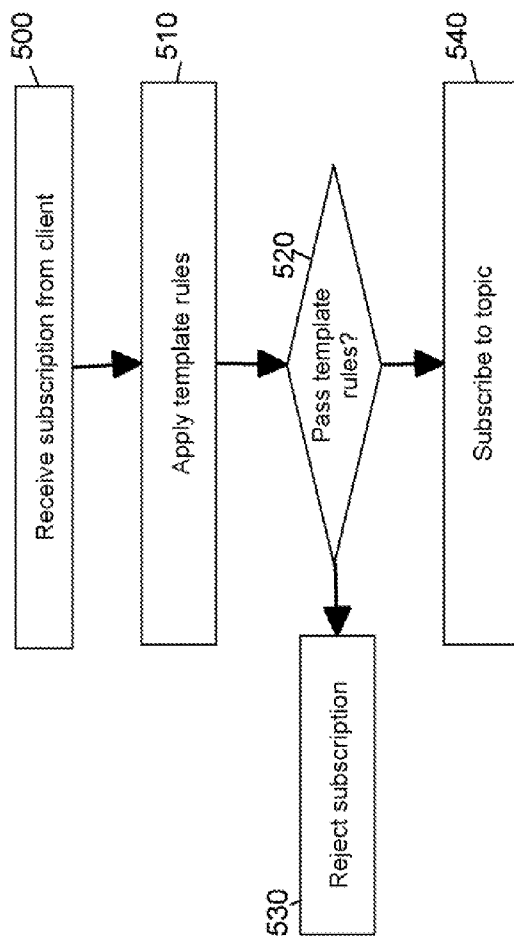 500
Receive subscription from client
510
Apply template rules
520
Pass template
rules?
530
Reject subscription
540
Subscribe to topic